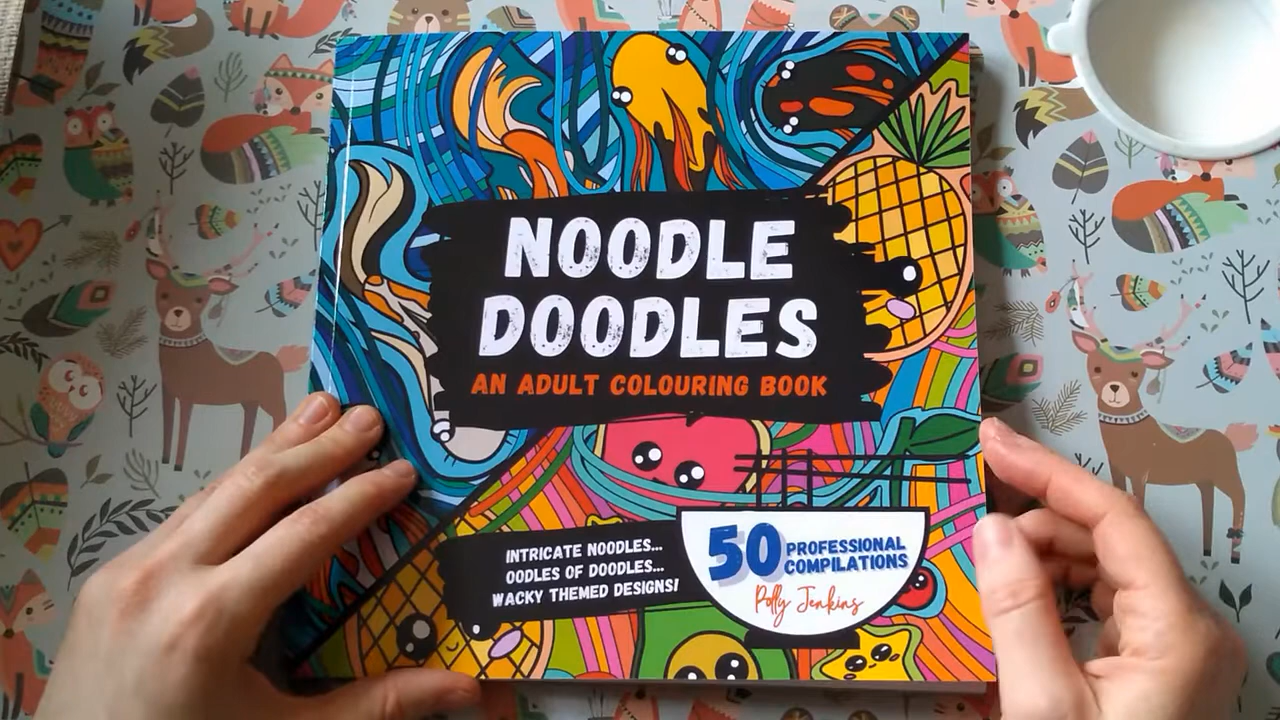 NOODLE
DOODLES
AN ADULT COLOURING BOOK
INTRICATE NOODLES...
OODLES OF DOODLES...
WACKY THEMED DESIGNS!
50 PROFESSIONAL
COMPILATIONS
Polly Jenkins